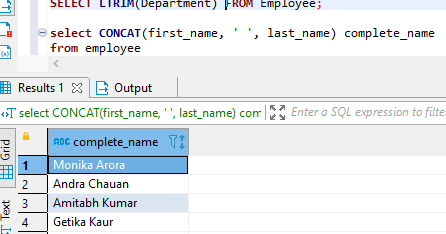 SELECT LTRIM(Department) FROM Employee;
select CONCAT(first_name, ' ', last_name) complete_name
from employee
Results 1 Output
select CONCAT(first_name, ' ', last_name) com Enter a SQL expression to filter
Grid
Text
ABC complete_name
1 Monika Arora
2 Andra Chauan
3 Amitabh Kumar
4 Getika Kaur